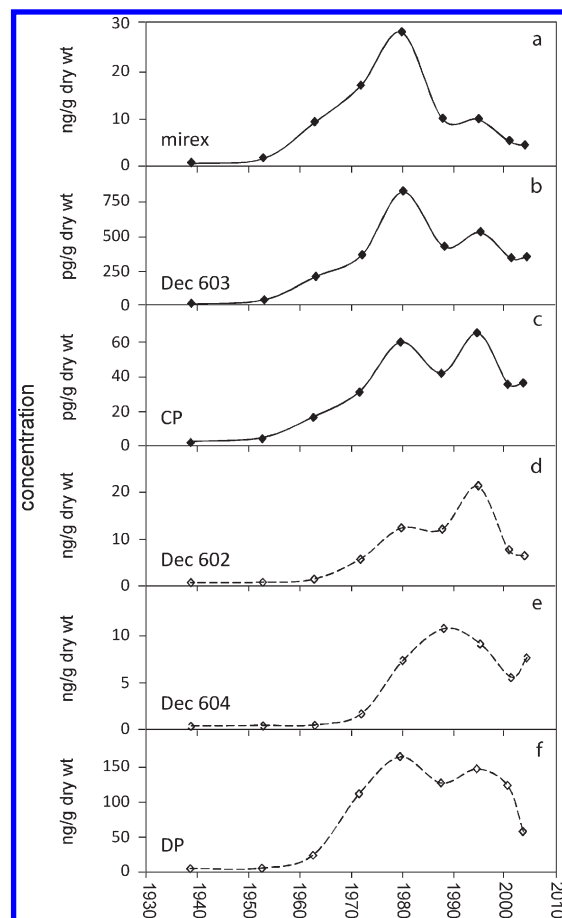 concentration
ng/g dry wt
30
20
10
0
mirex
a
pg/g dry wt
750
500
250
0
Dec 603
b
pg/g dry wt
60
40
20
0
CP
c
ng/g dry wt
20
10
0
Dec 602
d
ng/g dry wt
10
5
0
Dec 604
e
ng/g dry wt
150
100
50
0
DP
f
1930
1940
1950
1960
1970
1980
1990
2000
2010